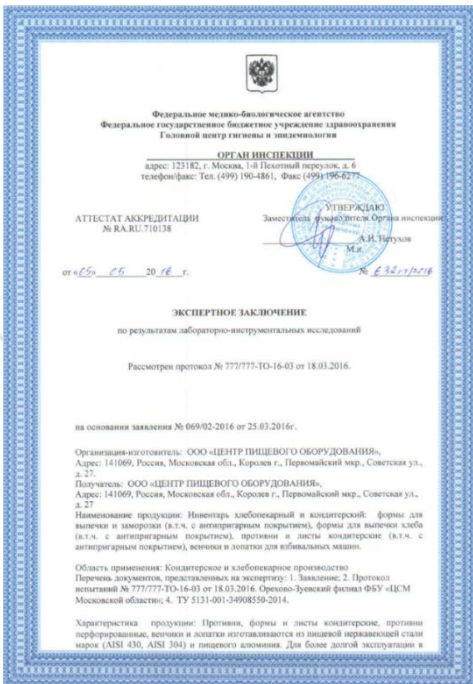 Федеральное медико-биологическое агентство
Федеральное государственное бюджетное учреждение здравоохранения
Головной центр гигиены и эпидемиологии
ОРГАН ИНСПЕКЦИИ
адрес: 123182, г. Москва, 1-й Пехотный переулок, д. 6
телефон/факс: Тел. (499) 190-4861, Факс (499) 196-6277
УТВЕРЖДАЮ
АТТЕСТАТ АККРЕДИТАЦИИ
Заместитель руководителя Органа инспекции
№ RA.RU.710138
А.И. Петухов
М.п.
от «05» 05 2016 г.
№
ЭКСПЕРТНОЕ ЗАКЛЮЧЕНИЕ
по результатам лабораторно-инструментальных исследований
Рассмотрен протокол № 777/777-ТО-16-03 от 18.03.2016.
на основании заявления № 069/02-2016 от 25.03.2016г.
Организация-изготовитель: ООО «ЦЕНТР ПИЩЕВОГО ОБОРУДОВАНИЯ»,
Адрес: 141069, Россия, Московская обл., Королев г., Первомайский мкр., Советская ул.,
д. 27.
Получатель: ООО «ЦЕНТР ПИЩЕВОГО ОБОРУДОВАНИЯ»,
Адрес: 141069, Россия, Московская обл., Королев г., Первомайский мкр., Советская ул.,
д. 27
Наименование продукции: Инвентарь хлебопекарный и кондитерский: формы для
выпечки и заморозки (в.т.ч. с антипригарным покрытием), формы для выпечки хлеба
(в.т.ч. с антипригарным покрытием), противни и листы кондитерские (в.т.ч. с
антипригарным покрытием), венчики и лопатки для взбивальных машин.
Область применения: Кондитерское и хлебопекарное производство
Перечень документов, представленных на экспертизу: 1. Заявление; 2. Протокол
испытаний № 777/777-ТО-16-03 от 18.03.2016. Орехово-Зуевский филиал ФБУ «ЦСМ
Московской области»; 4. ТУ 5131-001-34908550-2014.
Характеристика продукции: Противни, формы и листы кондитерские, противни
перфорированные, венчики и лопатки изготавливаются из пищевой нержавеющей стали
марок (AISI 430, AISI 304) и пищевого алюминия. Для более долгой эксплуатации в